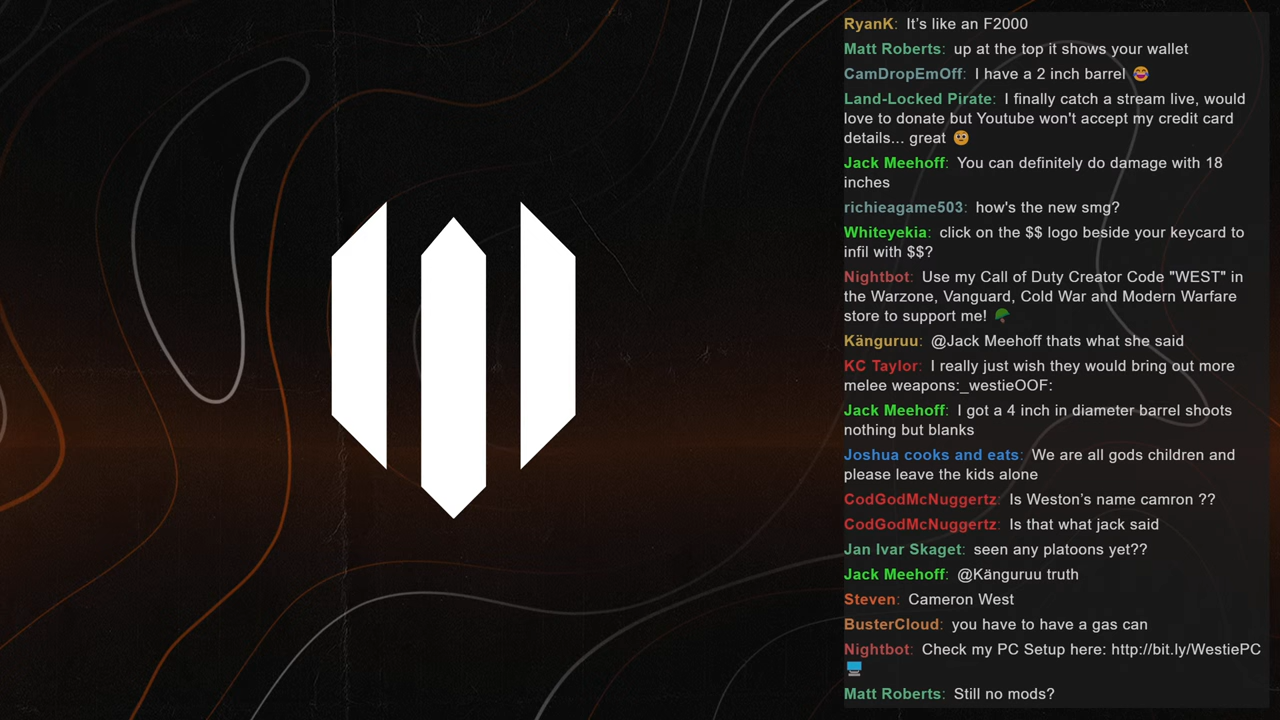 RyanK: It's like an F2000
Matt Roberts: up at the top it shows your wallet
CamDropEmOff: I have a 2 inch barrel
Land-Locked Pirate: I finally catch a stream live, would
love to donate but Youtube won't accept my credit card
details... great
Jack Meehoff: You can definitely do damage with 18
inches
richieagame503: how's the new smg?
Whiteyekia: click on the $$ logo beside your keycard to
infil with $$?
Nightbot: Use my Call of Duty Creator Code "WEST" in
the Warzone, Vanguard, Cold War and Modern Warfare
store to support me!
Känguruu: @Jack Meehoff thats what she said
KC Taylor: I really just wish they would bring out more
melee weapons:_westieOOF:
Jack Meehoff: I got a 4 inch in diameter barrel shoots
nothing but blanks
Joshua cooks and eats: We are all gods children and
please leave the kids alone
CodGodMcNuggertz: Is Weston's name camron ??
CodGodMcNuggertz: Is that what jack said
Jan Ivar Skaget: seen any platoons yet??
Jack Meehoff: @Känguruu truth
Steven: Cameron West
BusterCloud: you have to have a gas can
Nightbot: Check my PC Setup here: http://bit.ly/WestiePC
Matt Roberts: Still no mods?